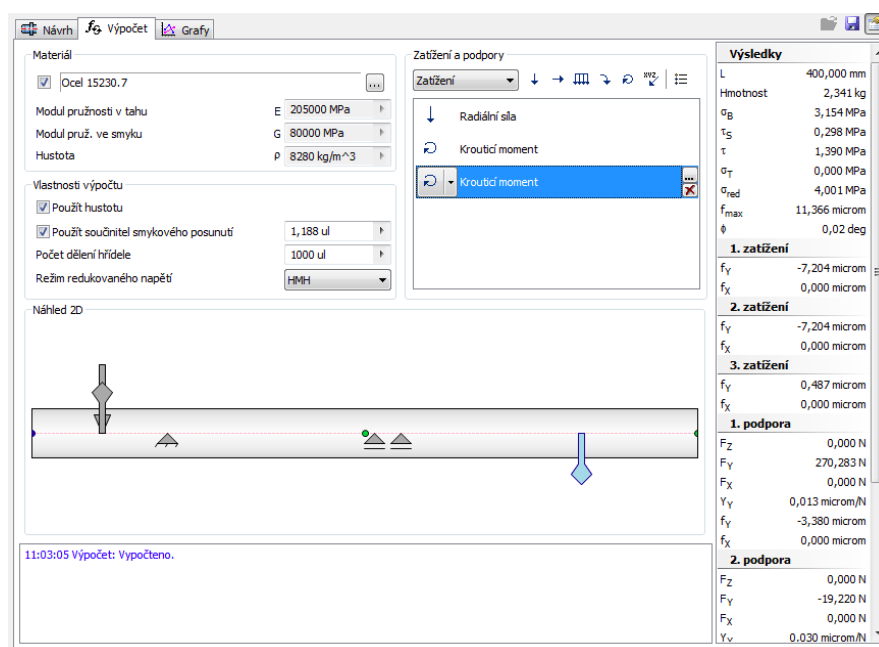 Návrh
Výpočet
Grafy
Materiál
Ocel 15230.7
...
Modul pružnosti v tahu E 205000 MPa
Modul pruž. ve smyku G 80000 MPa
Hustota ρ 8280 kg/m^3
Vlastnosti výpočtu
Použít hustotu
Použít součinitel smykového posunutí 1,188 ul
Počet dělení hřídele 1000 ul
Režim redukovaného napětí HMH
Zatížení a podpory
Zatížení
xyz
Radiální síla
Krouticí moment
Krouticí moment
...
Náhled 2D
11:03:05 Výpočet: Vypočteno.
Výsledky
L 400,000 mm
Hmotnost 2,341 kg
σB 3,154 MPa
τS 0,298 MPa
τ 1,390 MPa
σT 0,000 MPa
σred 4,001 MPa
fmax 11,366 microm
ϕ 0,02 deg
1. zatížení
fY -7,204 microm
fX 0,000 microm
2. zatížení
fY -7,204 microm
fX 0,000 microm
3. zatížení
fY 0,487 microm
fX 0,000 microm
1. podpora
FZ 0,000 N
FY 270,283 N
FX 0,000 N
YY 0,013 microm/N
fY -3,380 microm
fX 0,000 microm
2. podpora
FZ 0,000 N
FY -19,220 N
FX 0,000 N
YY 0,030 microm/N